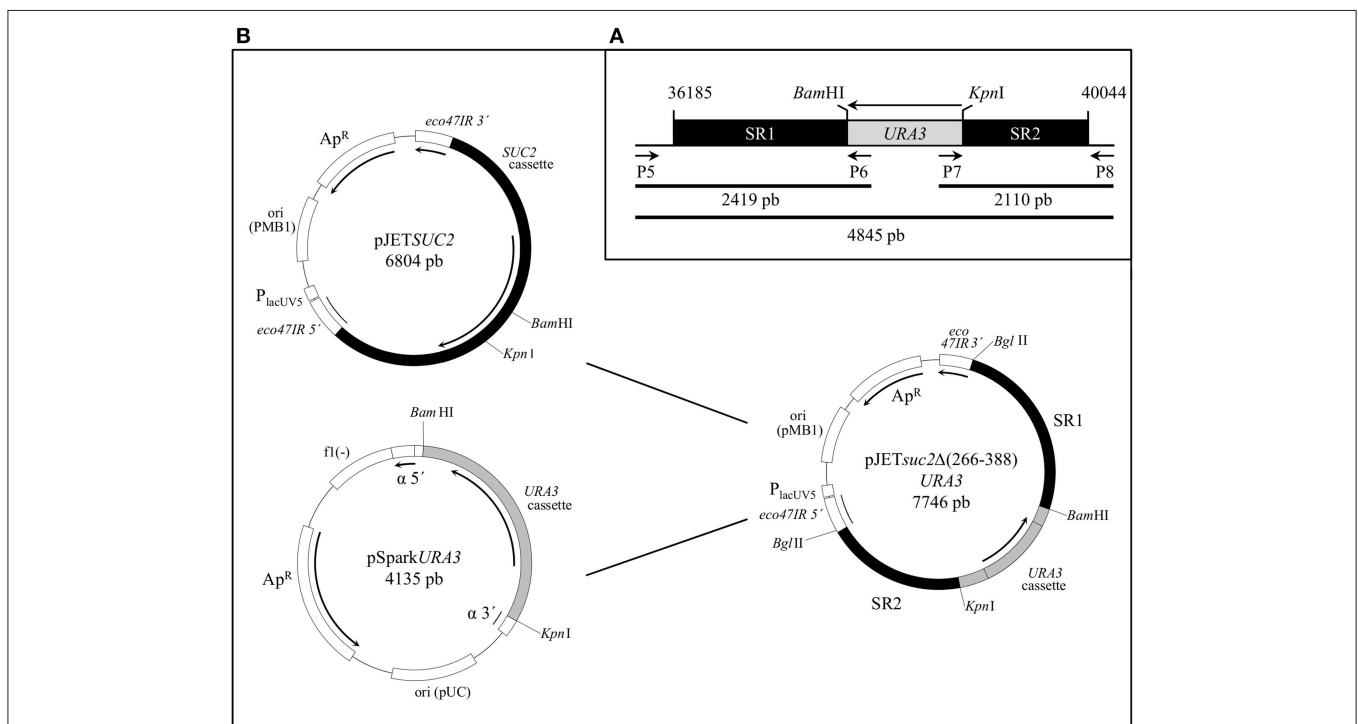 B
A
36185
BamHI
KpnI
40044
SR1
URA3
SR2
P5
P6
P7
P8
2419 pb
2110 pb
4845 pb
eco47IR 3´
ApR
SUC2
cassette
ori
(PMB1)
pJETSUC2
6804 pb
PlacUV5
eco47IR 5´
BamHI
Kpn I
Bam HI
f1(-)
α 5´
URA3
cassette
pSparkURA3
4135 pb
ApR
α 3´
KpnI
ori (pUC)
eco
47IR 3´
Bgl II
ApR
SR1
ori
(pMB1)
pJETsuc2Δ(266-388)
URA3
7746 pb
PlacUV5
eco47IR 5´
BglII
BamHI
URA3
cassette
SR2
KpnI